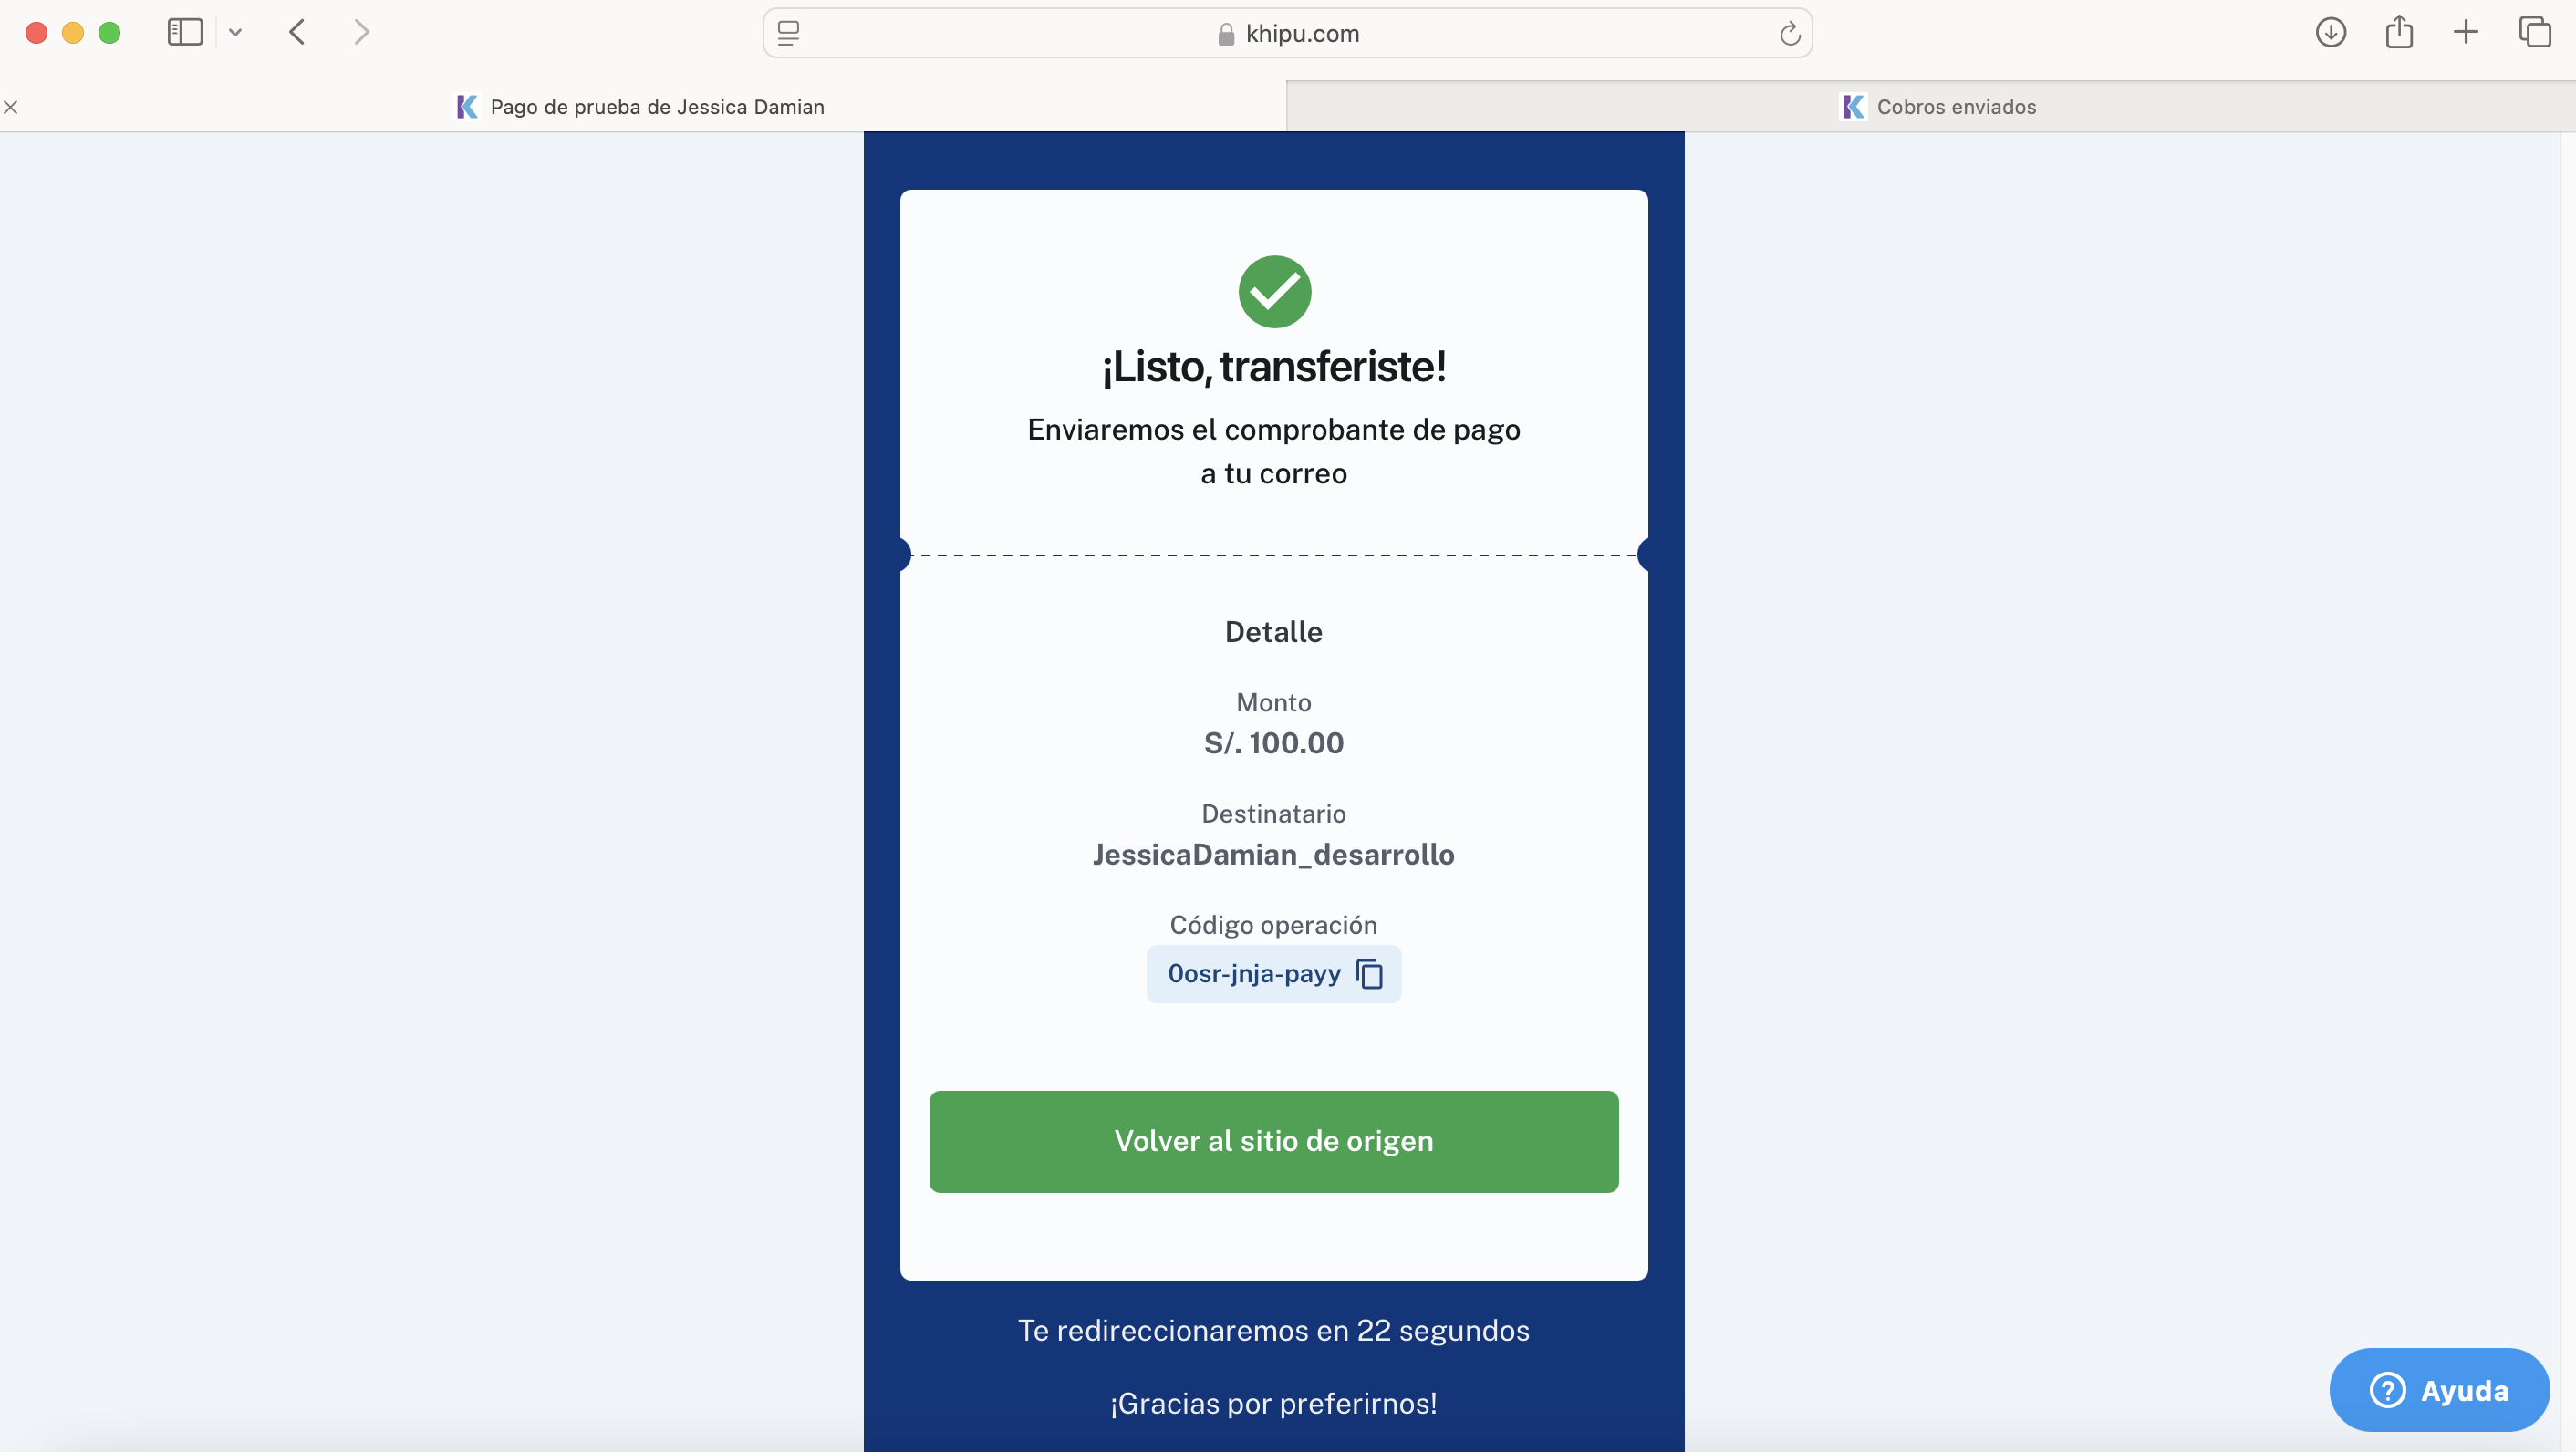 khipu.com
Pago de prueba de Jessica Damian
Cobros enviados
¡Listo, transferiste!
Enviaremos el comprobante de pago
a tu correo
Detalle
Monto
S/. 100.00
Destinatario
JessicaDamian_desarrollo
Código operación
0osr-jnja-payy
Volver al sitio de origen
Te redireccionaremos en 22 segundos
¡Gracias por preferirnos!
Ayuda